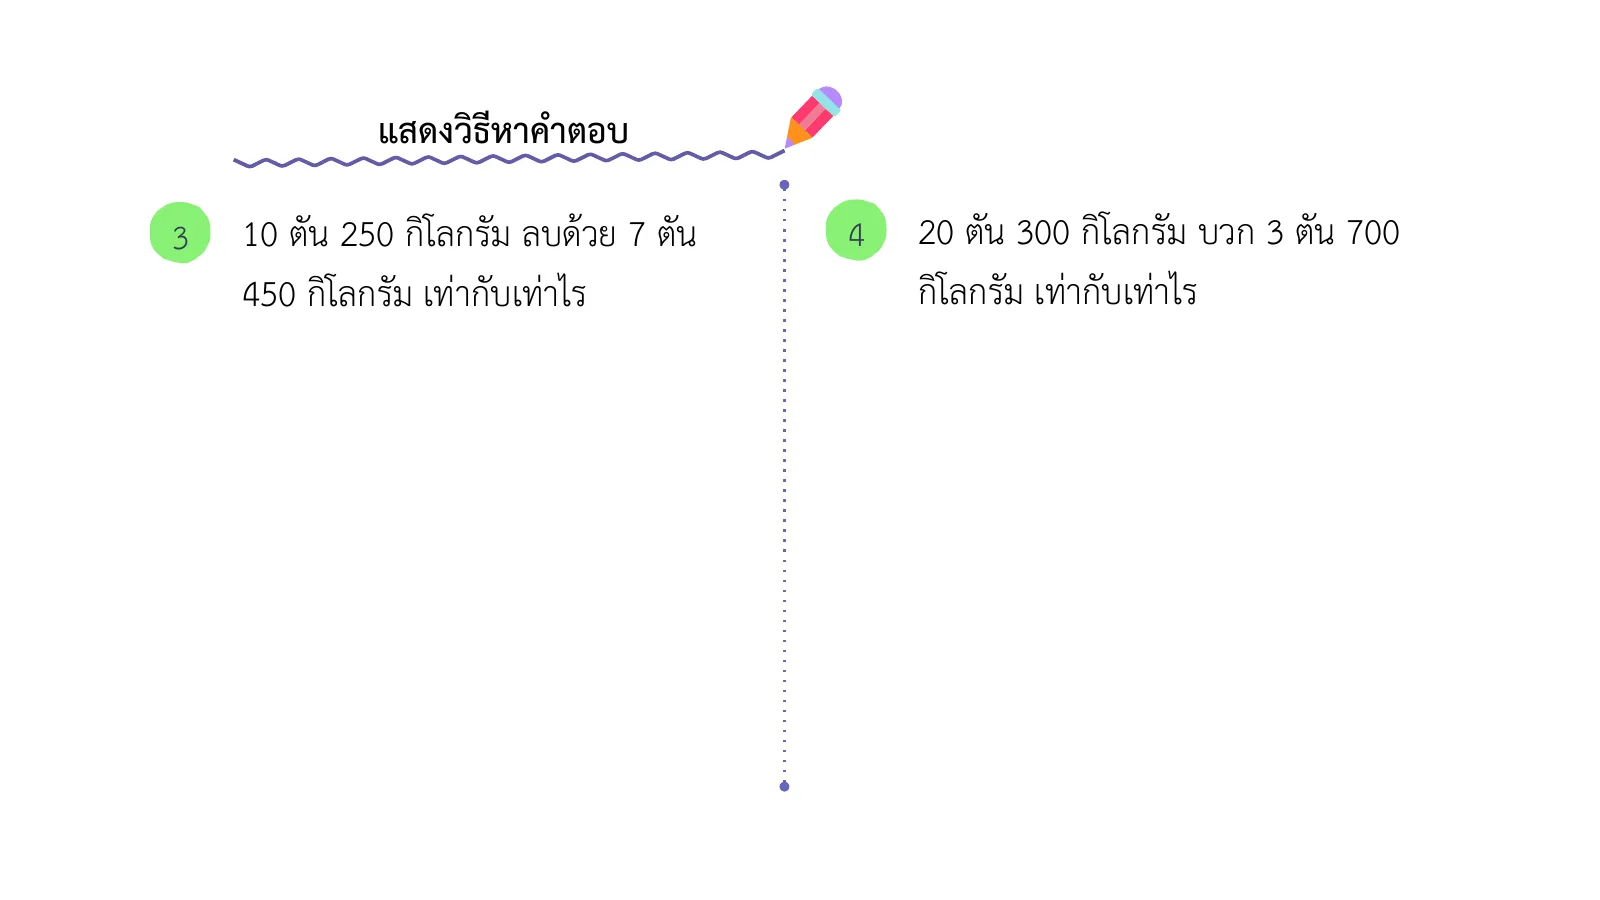 แสดงวิธีหาคำตอบ
3
10 ตัน 250 กิโลกรัม ลบด้วย 7 ตัน
450 กิโลกรัม เท่ากับเท่าไร
4
20 ตัน 300 กิโลกรัม บวก 3 ตัน 700
กิโลกรัม เท่ากับเท่าไร